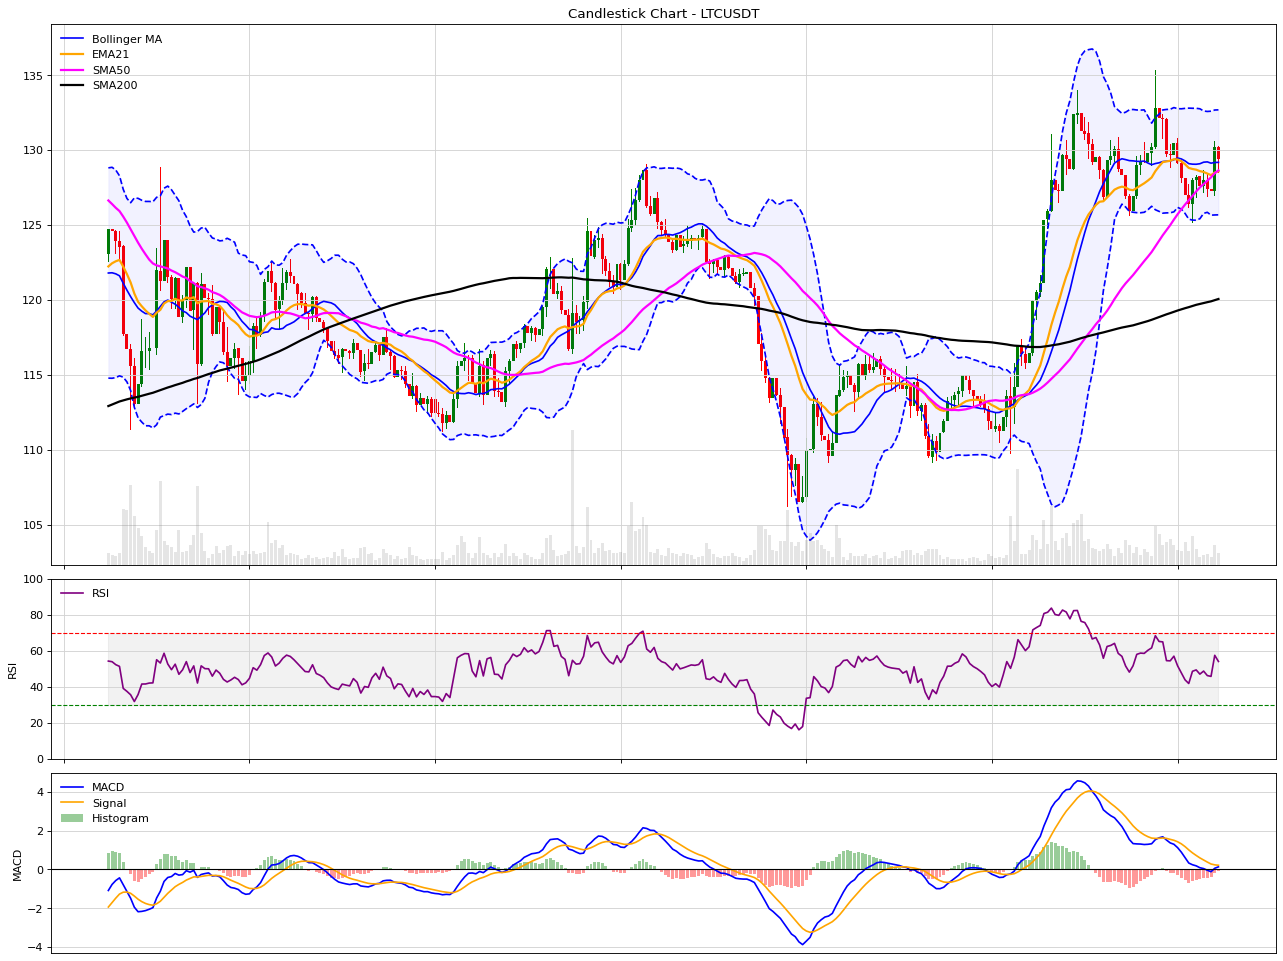 Candlestick Chart - LTCUSDT
Bollinger MA
EMA21
SMA50
SMA200
135
130
125
120
115
110
105
100
RSI
80
60
40
20
0
RSI
MACD
Signal
Histogram
4
2
0
−2
−4
MACD